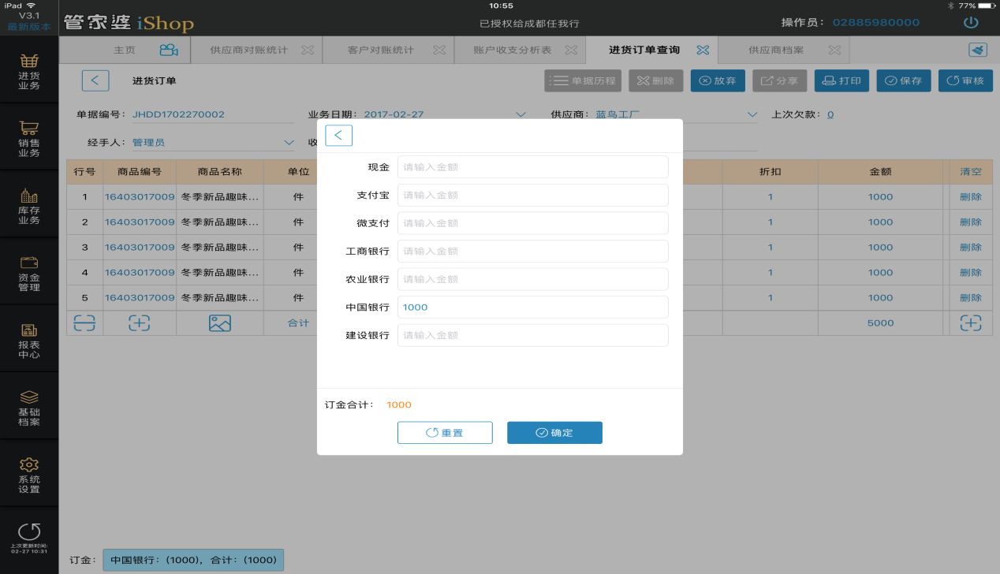 iPad
10:55
77%
V3.1
最新版本
管家婆 iShop
已授权给成都任我行
操作员: 02885980000
主页
供应商对账统计
客户对账统计
账户收支分析表
进货订单查询
供应商档案
进货
业务
销售
业务
库存
业务
资金
管理
报表
中心
基础
档案
系统
设置
上次更新时间:
02-27 10:31
进货订单
单据历程 删除 放弃 分享 打印 保存 审核
单据编号: JHDD1702270002 业务日期: 2017-02-27 供应商: 蓝鸟工厂 上次欠款: 0
经手人: 管理员 收
行号 商品编号 商品名称 单位 折扣 金额 清空
1 16403017009 冬季新品趣味... 件 1 1000 删除
2 16403017009 冬季新品趣味... 件 1 1000 删除
3 16403017009 冬季新品趣味... 件 1 1000 删除
4 16403017009 冬季新品趣味... 件 1 1000 删除
5 16403017009 冬季新品趣味... 件 1 1000 删除
合计 5000
现金 请输入金额
支付宝 请输入金额
微支付 请输入金额
工商银行 请输入金额
农业银行 请输入金额
中国银行 1000
建设银行 请输入金额
订金合计: 1000
重置 确定
订金: 中国银行:(1000), 合计:(1000)